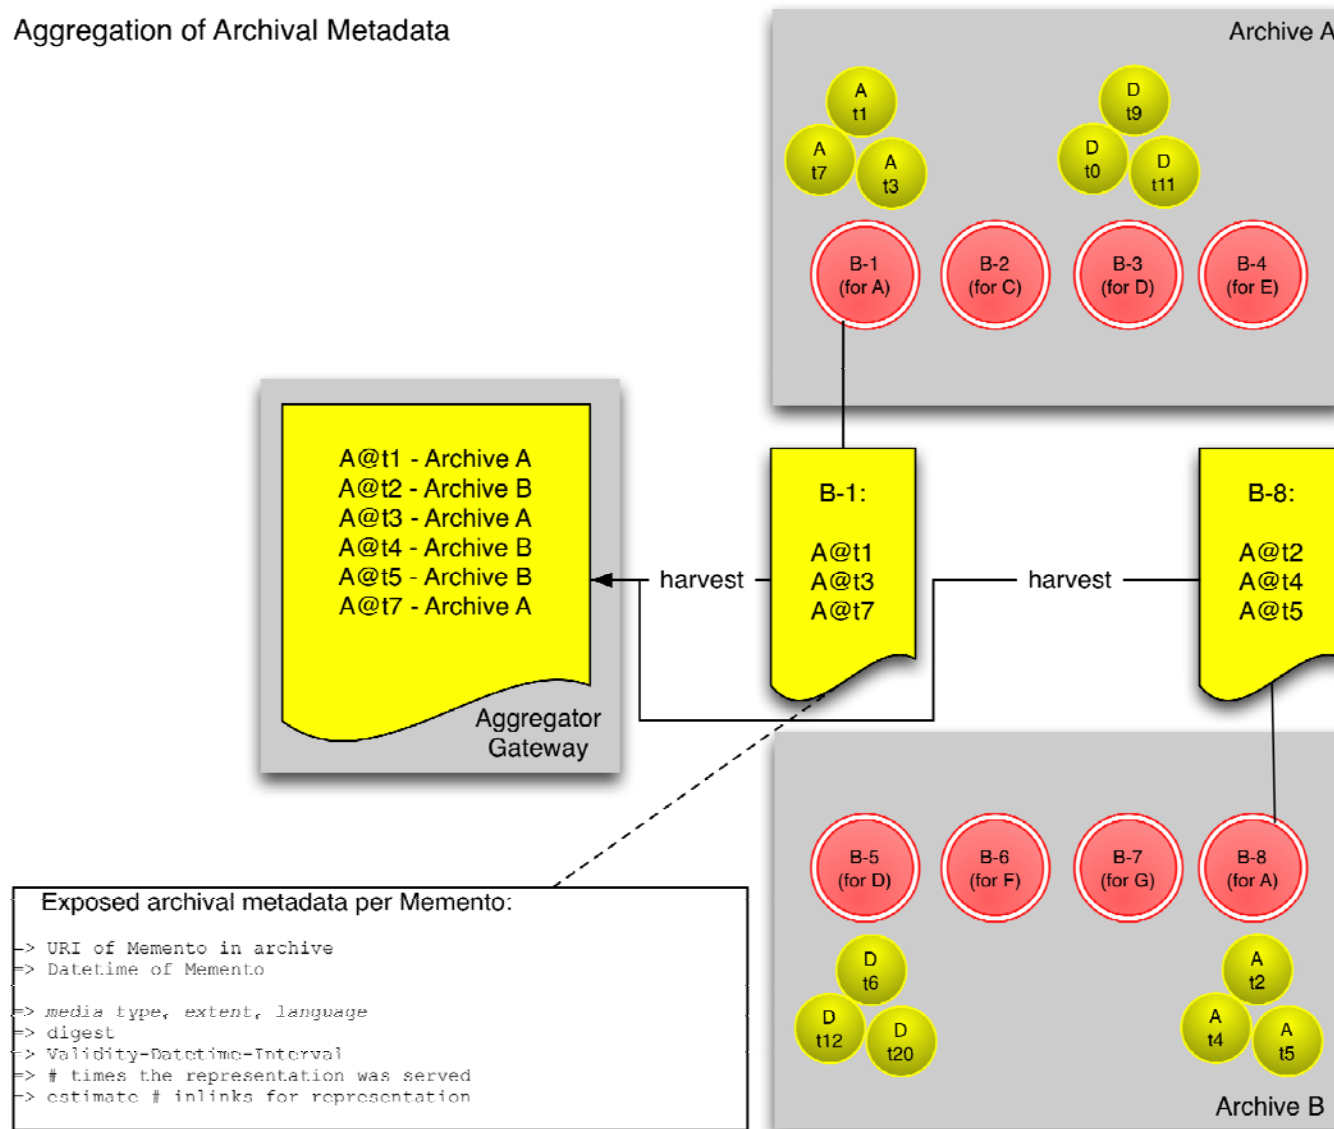 Aggregation of Archival Metadata
Archive A
A
t1
A
t7
A
t3
D
t9
D
t0
D
t11
B-1
(for A)
B-2
(for C)
B-3
(for D)
B-4
(for E)
A@t1 - Archive A
A@t2 - Archive B
A@t3 - Archive A
A@t4 - Archive B
A@t5 - Archive B
A@t7 - Archive A
Aggregator
Gateway
harvest
B-1:
A@t1
A@t3
A@t7
harvest
B-8:
A@t2
A@t4
A@t5
B-5
(for D)
B-6
(for F)
B-7
(for G)
B-8
(for A)
D
t6
D
t12
D
t20
A
t2
A
t4
A
t5
Archive B
Exposed archival metadata per Memento:
=> URI of Memento in archive
=> Datetime of Memento
=> media type, extent, language
=> digest
=> Validity-Datetime-Interval
=> # times the representation was served
=> estimate # inlinks for representation